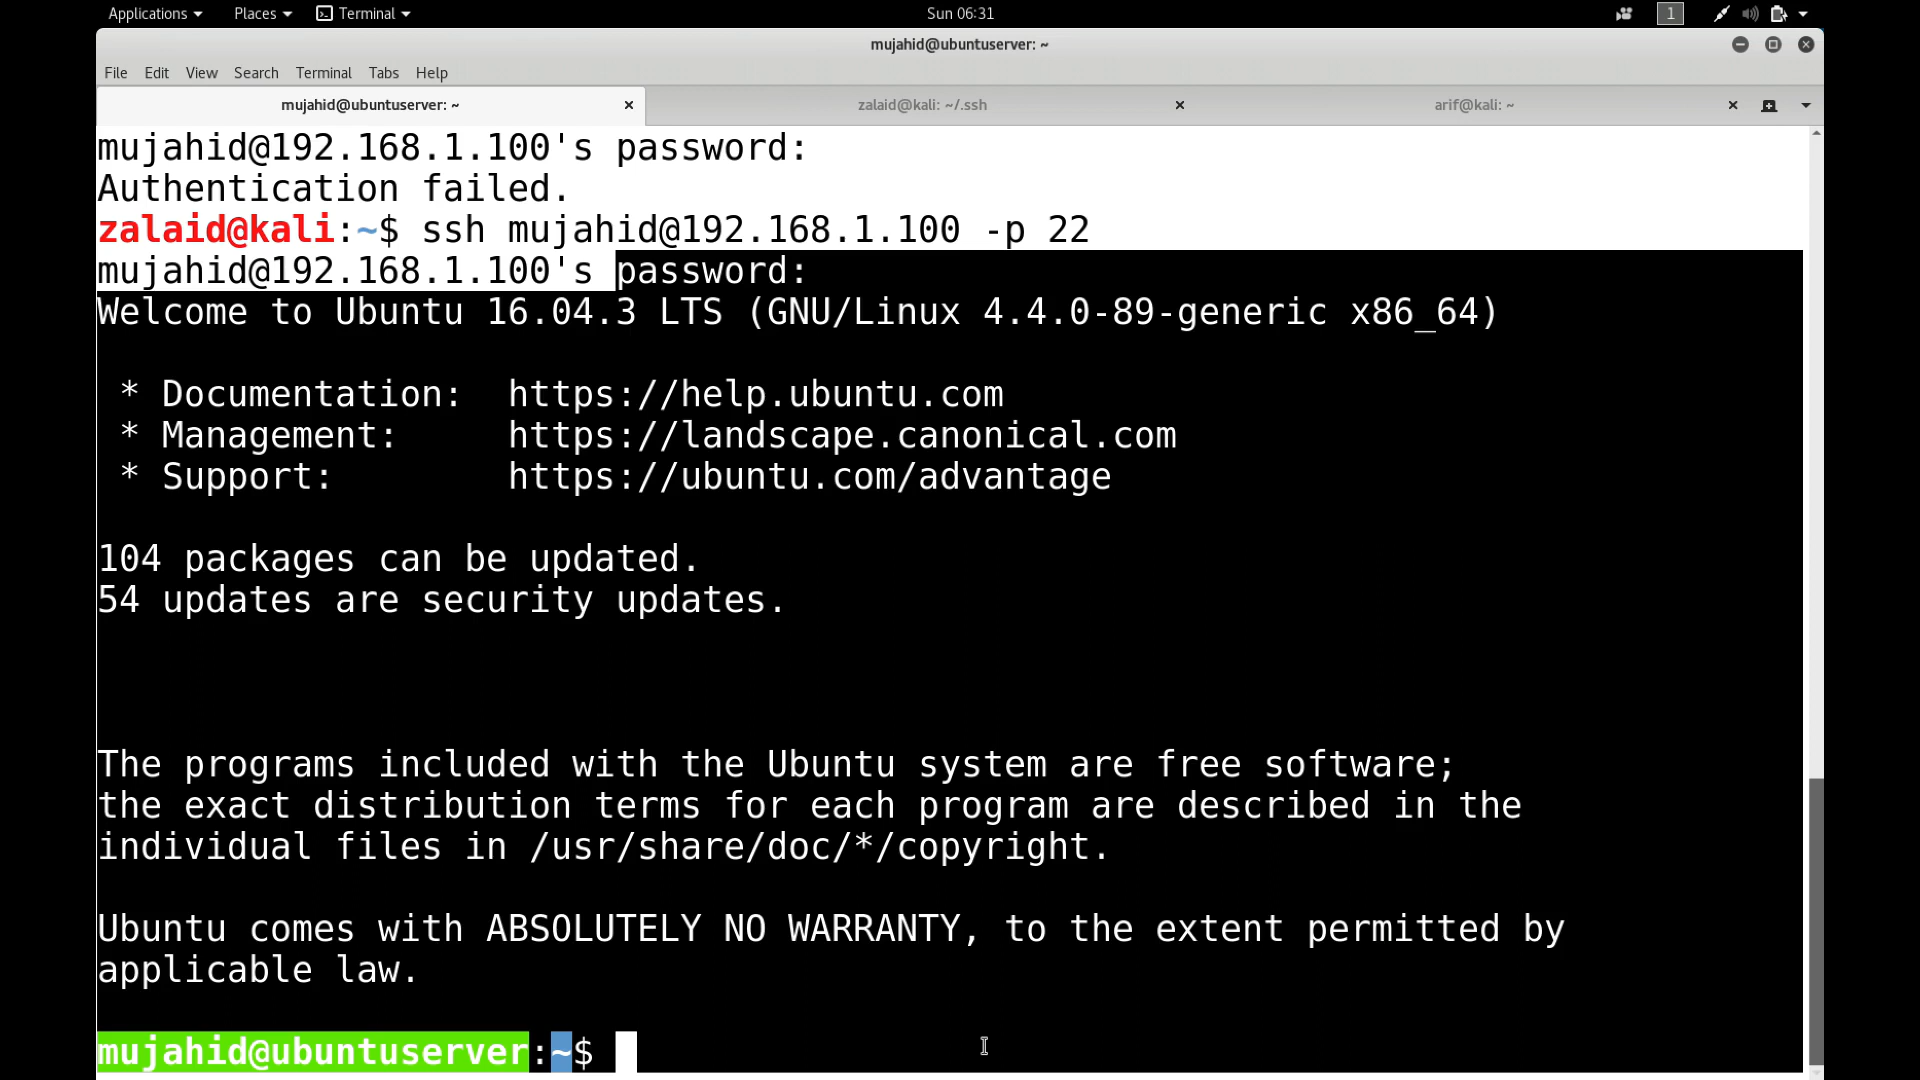 Applications Places Terminal Sun 06:31 1
mujahid@ubuntuserver: ~
File Edit View Search Terminal Tabs Help
mujahid@ubuntuserver: ~ zalaid@kali: ~/.ssh arif@kali: ~
mujahid@192.168.1.100's password:
Authentication failed.
zalaid@kali:~$ ssh mujahid@192.168.1.100 -p 22
mujahid@192.168.1.100's password:
Welcome to Ubuntu 16.04.3 LTS (GNU/Linux 4.4.0-89-generic x86_64)
* Documentation: https://help.ubuntu.com
* Management: https://landscape.canonical.com
* Support: https://ubuntu.com/advantage
104 packages can be updated.
54 updates are security updates.
The programs included with the Ubuntu system are free software;
the exact distribution terms for each program are described in the
individual files in /usr/share/doc/*/copyright.
Ubuntu comes with ABSOLUTELY NO WARRANTY, to the extent permitted by
applicable law.
mujahid@ubuntuserver:~$